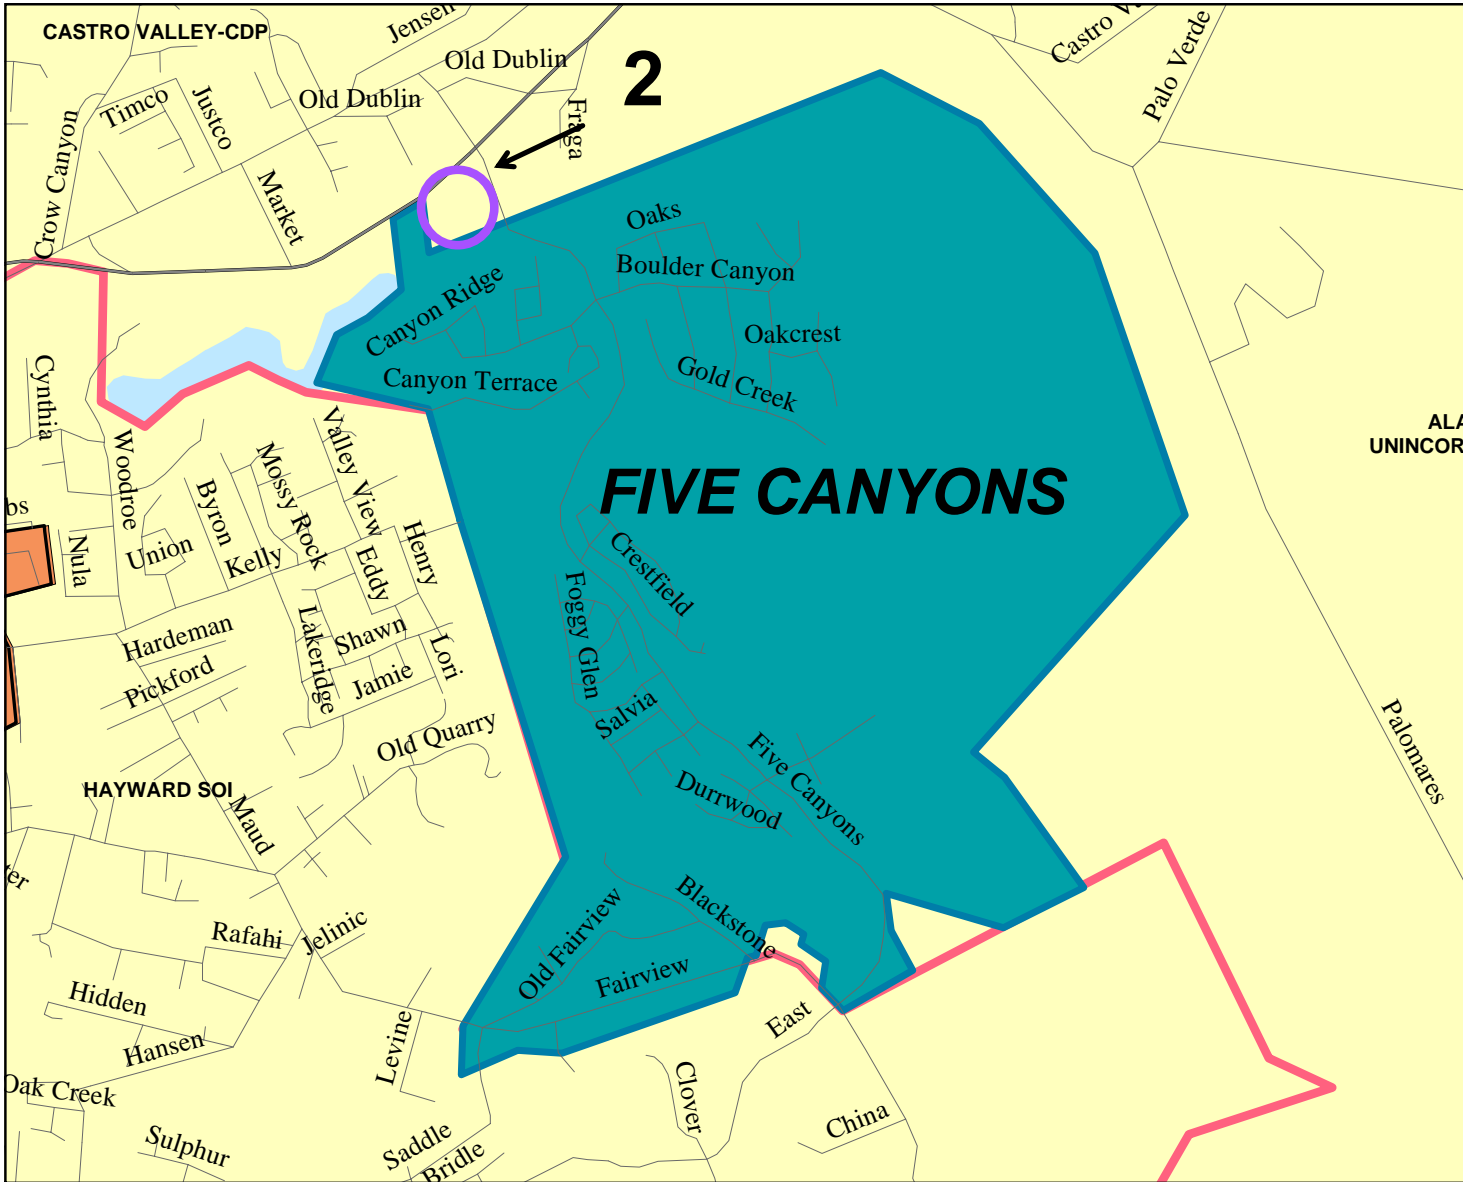 CASTRO VALLEY-CDP
Jensen
Old Dublin
2
Castro V
Palo Verde
Timco
Justco
Old Dublin
Fraga
Crow Canyon
Market
Oaks
Boulder Canyon
Canyon Ridge
Oakcrest
Canyon Terrace
Gold Creek
Cynthia
Woodroe
Valley View
Mossy Rock
ALA
UNINCOR
FIVE CANYONS
bs
Byron
Nula
Union
Kelly
Eddy
Henry
Crestfield
Foggy Glen
Hardeman
Lakeridge
Shawn
Lori
Pickford
Jamie
Salvia
Old Quarry
Five Canyons
Palomares
HAYWARD SOI
Maud
Durrwood
ter
Blackstone
Rafahi
Jelinic
Old Fairview
Fairview
Hidden
East
Hansen
Levine
Oak Creek
Clover
China
Sulphur
Saddle
Bridle